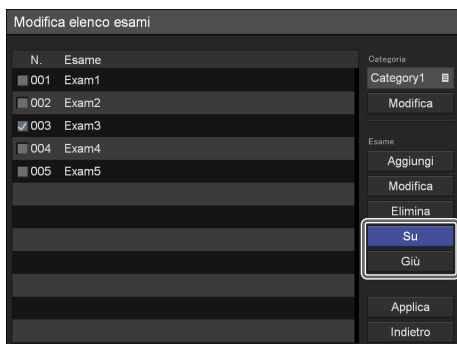 Modifica elenco esami
N. Esame
001 Exam1
002 Exam2
003 Exam3
004 Exam4
005 Exam5
Categoria
Category1
Modifica
Esame
Aggiungi
Modifica
Elimina
Su
Giù
Applica
Indietro